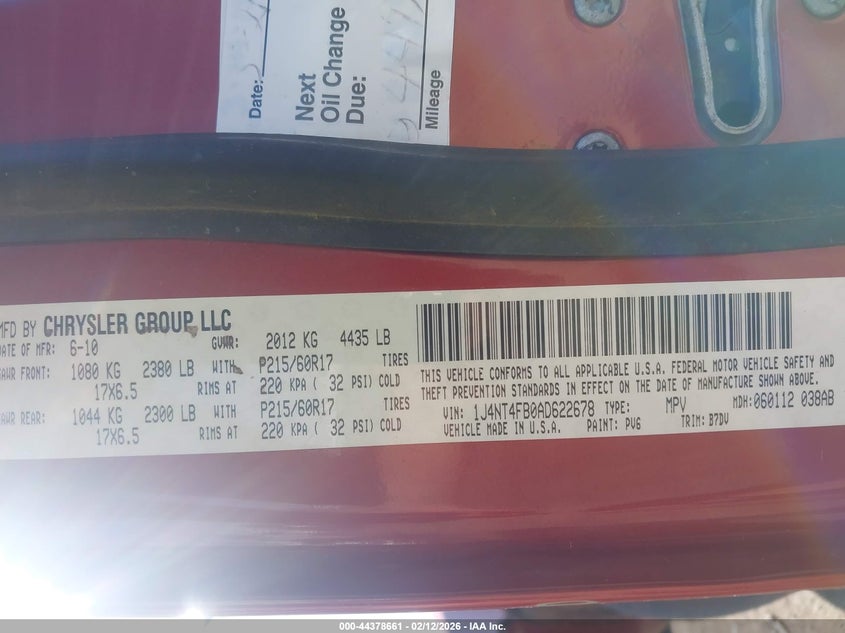 Date:
Next
Oil Change
Due:
Mileage
MFD BY CHRYSLER GROUP LLC
DATE OF MFR: 6-10 GVWR: 2012 KG 4435 LB
GAWR FRONT: 1080 KG 2380 LB WITH P215/60R17 TIRES
17X6.5 RIMS AT 220 KPA ( 32 PSI) COLD
GAWR REAR: 1044 KG 2300 LB WITH P215/60R17 TIRES
17X6.5 RIMS AT 220 KPA ( 32 PSI) COLD
THIS VEHICLE CONFORMS TO ALL APPLICABLE U.S.A. FEDERAL MOTOR VEHICLE SAFETY AND
THEFT PREVENTION STANDARDS IN EFFECT ON THE DATE OF MANUFACTURE SHOWN ABOVE.
VIN: 1J4NT4FB0AD622678 TYPE: MPV MDH:060112 038AB
VEHICLE MADE IN U.S.A. PAINT: PV6 TRIM: B7DV
000-44378661 - 02/12/2026 - IAA Inc.